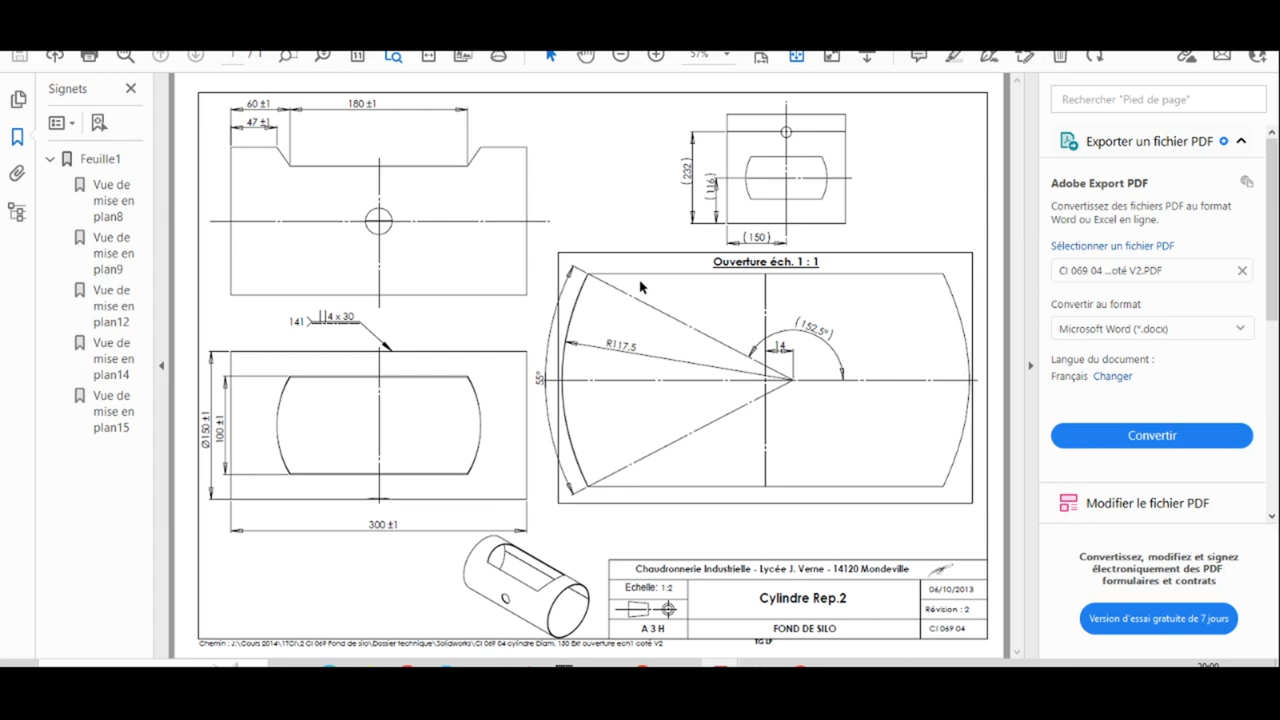 57%
Signets
Feuille1
Vue de
mise en
plan8
Vue de
mise en
plan9
Vue de
mise en
plan12
Vue de
mise en
plan14
Vue de
mise en
plan15
60 ±1
180 ±1
47 ±1
(232)
(116)
(150)
141
4 x 30
Ø150 ±1
100 ±1
300 ±1
Ouverture éch. 1 : 1
(152,5°)
14
R117,5
55°
Chaudronnerie Industrielle - Lycée J. Verne - 14120 Mondeville
Echelle: 1:2
Cylindre Rep.2
06/10/2013
Révision : 2
A 3 H
FOND DE SILO
CI 069 04
Chemin : J:\Cours 2014\1TCI\2 CI 069 Fond de silo\Dossier technique\Solidworks\CI 069 04 cylindre Diam. 150 Ext ouverture ech1 coté V2
TG LP
Rechercher "Pied de page"
Exporter un fichier PDF
Adobe Export PDF
Convertissez des fichiers PDF au format
Word ou Excel en ligne.
Sélectionner un fichier PDF
CI 069 04 ...oté V2.PDF
Convertir au format
Microsoft Word (*.docx)
Langue du document :
Français Changer
Convertir
Modifier le fichier PDF
Convertissez, modifiez et signez
électroniquement des PDF
formulaires et contrats
Version d'essai gratuite de 7 jours